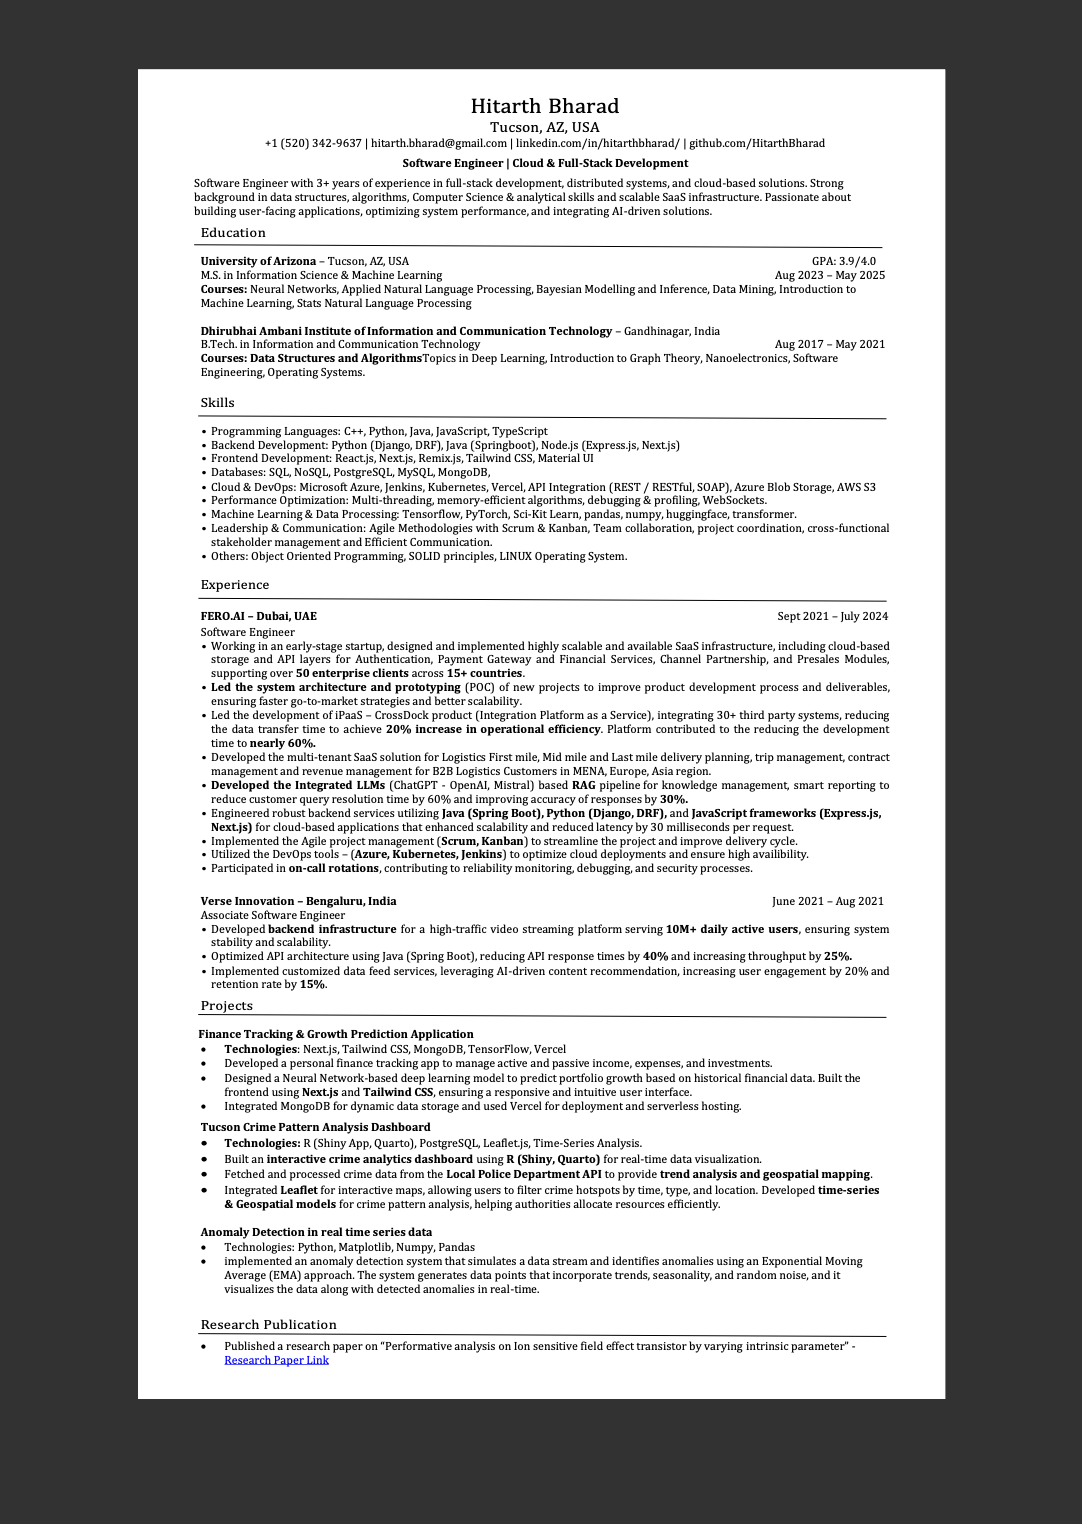 Hitarth Bharad
Tucson, AZ, USA
+1 (520) 342-9637 | hitarth.bharad@gmail.com | linkedin.com/in/hitarthbharad/ | github.com/HitarthBharad
Software Engineer | Cloud & Full-Stack Development
Software Engineer with 3+ years of experience in full-stack development, distributed systems, and cloud-based solutions. Strong
background in data structures, algorithms, Computer Science & analytical skills and scalable SaaS infrastructure. Passionate about
building user-facing applications, optimizing system performance, and integrating AI-driven solutions.
Education
University of Arizona – Tucson, AZ, USA GPA: 3.9/4.0
M.S. in Information Science & Machine Learning Aug 2023 – May 2025
Courses: Neural Networks, Applied Natural Language Processing, Bayesian Modelling and Inference, Data Mining, Introduction to
Machine Learning, Stats Natural Language Processing
Dhirubhai Ambani Institute of Information and Communication Technology – Gandhinagar, India
B.Tech. in Information and Communication Technology Aug 2017 – May 2021
Courses: Data Structures and AlgorithmsTopics in Deep Learning, Introduction to Graph Theory, Nanoelectronics, Software
Engineering, Operating Systems.
Skills
• Programming Languages: C++, Python, Java, JavaScript, TypeScript
• Backend Development: Python (Django, DRF), Java (Springboot), Node.js (Express.js, Next.js)
• Frontend Development: React.js, Next.js, Remix.js, Tailwind CSS, Material UI
• Databases: SQL, NoSQL, PostgreSQL, MySQL, MongoDB,
• Cloud & DevOps: Microsoft Azure, Jenkins, Kubernetes, Vercel, API Integration (REST / RESTful, SOAP), Azure Blob Storage, AWS S3
• Performance Optimization: Multi-threading, memory-efficient algorithms, debugging & profiling, WebSockets.
• Machine Learning & Data Processing: Tensorflow, PyTorch, Sci-Kit Learn, pandas, numpy, huggingface, transformer.
• Leadership & Communication: Agile Methodologies with Scrum & Kanban, Team collaboration, project coordination, cross-functional
stakeholder management and Efficient Communication.
• Others: Object Oriented Programming, SOLID principles, LINUX Operating System.
Experience
FERO.AI – Dubai, UAE Sept 2021 – July 2024
Software Engineer
• Working in an early-stage startup, designed and implemented highly scalable and available SaaS infrastructure, including cloud-based
storage and API layers for Authentication, Payment Gateway and Financial Services, Channel Partnership, and Presales Modules,
supporting over 50 enterprise clients across 15+ countries.
• Led the system architecture and prototyping (POC) of new projects to improve product development process and deliverables,
ensuring faster go-to-market strategies and better scalability.
• Led the development of iPaaS – CrossDock product (Integration Platform as a Service), integrating 30+ third party systems, reducing
the data transfer time to achieve 20% increase in operational efficiency. Platform contributed to the reducing the development
time to nearly 60%.
• Developed the multi-tenant SaaS solution for Logistics First mile, Mid mile and Last mile delivery planning, trip management, contract
management and revenue management for B2B Logistics Customers in MENA, Europe, Asia region.
• Developed the Integrated LLMs (ChatGPT - OpenAI, Mistral) based RAG pipeline for knowledge management, smart reporting to
reduce customer query resolution time by 60% and improving accuracy of responses by 30%.
• Engineered robust backend services utilizing Java (Spring Boot), Python (Django, DRF), and JavaScript frameworks (Express.js,
Next.js) for cloud-based applications that enhanced scalability and reduced latency by 30 milliseconds per request.
• Implemented the Agile project management (Scrum, Kanban) to streamline the project and improve delivery cycle.
• Utilized the DevOps tools – (Azure, Kubernetes, Jenkins) to optimize cloud deployments and ensure high availibility.
• Participated in on-call rotations, contributing to reliability monitoring, debugging, and security processes.
Verse Innovation – Bengaluru, India June 2021 – Aug 2021
Associate Software Engineer
• Developed backend infrastructure for a high-traffic video streaming platform serving 10M+ daily active users, ensuring system
stability and scalability.
• Optimized API architecture using Java (Spring Boot), reducing API response times by 40% and increasing throughput by 25%.
• Implemented customized data feed services, leveraging AI-driven content recommendation, increasing user engagement by 20% and
retention rate by 15%.
Projects
Finance Tracking & Growth Prediction Application
• Technologies: Next.js, Tailwind CSS, MongoDB, TensorFlow, Vercel
• Developed a personal finance tracking app to manage active and passive income, expenses, and investments.
• Designed a Neural Network-based deep learning model to predict portfolio growth based on historical financial data. Built the
frontend using Next.js and Tailwind CSS, ensuring a responsive and intuitive user interface.
• Integrated MongoDB for dynamic data storage and used Vercel for deployment and serverless hosting.
Tucson Crime Pattern Analysis Dashboard
• Technologies: R (Shiny App, Quarto), PostgreSQL, Leaflet.js, Time-Series Analysis.
• Built an interactive crime analytics dashboard using R (Shiny, Quarto) for real-time data visualization.
• Fetched and processed crime data from the Local Police Department API to provide trend analysis and geospatial mapping.
• Integrated Leaflet for interactive maps, allowing users to filter crime hotspots by time, type, and location. Developed time-series
& Geospatial models for crime pattern analysis, helping authorities allocate resources efficiently.
Anomaly Detection in real time series data
• Technologies: Python, Matplotlib, Numpy, Pandas
• implemented an anomaly detection system that simulates a data stream and identifies anomalies using an Exponential Moving
Average (EMA) approach. The system generates data points that incorporate trends, seasonality, and random noise, and it
visualizes the data along with detected anomalies in real-time.
Research Publication
• Published a research paper on “Performative analysis on Ion sensitive field effect transistor by varying intrinsic parameter” -
Research Paper Link